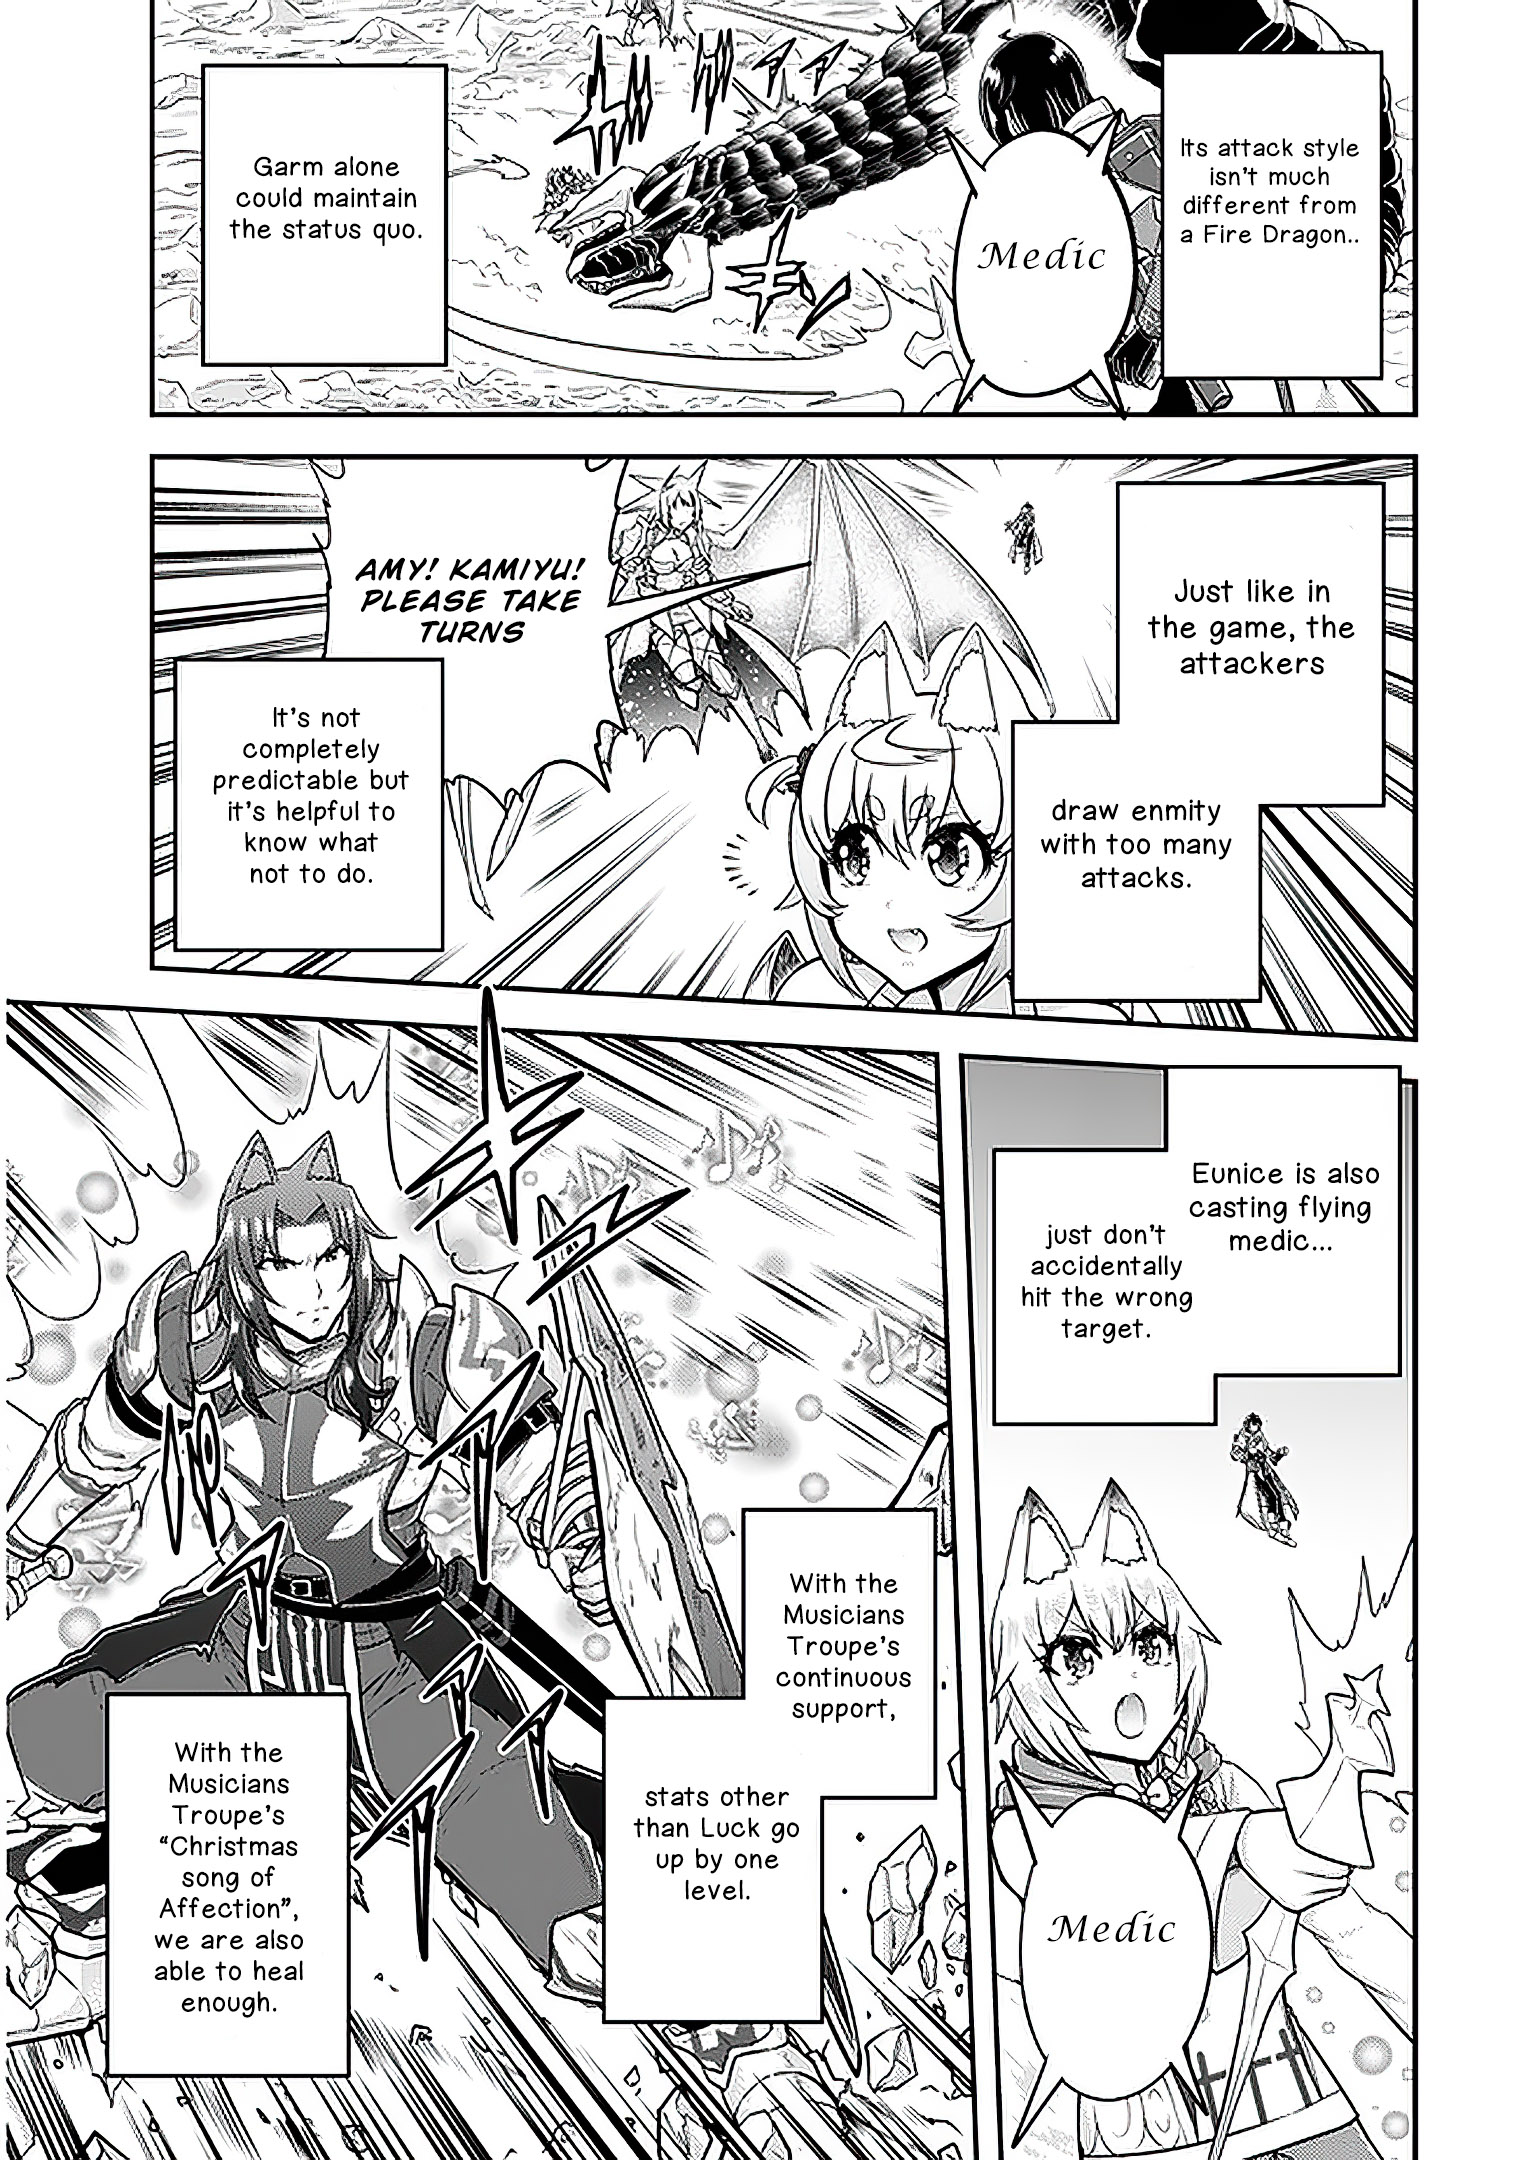 Its attack style
isn't much
different from
a Fire Dragon..
Medic
Garm alone
could maintain
the status quo.
Just like in
the game, the
attackers
draw enmity
with too many
attacks.
AMY! KAMIYU!
PLEASE TAKE
TURNS
It's not
completely
predictable but
it's helpful to
know what
not to do.
Eunice is also
casting flying
medic...
just don't
accidentally
hit the wrong
target.
Medic
With the
Musicians
Troupe's
continuous
support,
stats other
than Luck go
up by one
level.
With the
Musicians
Troupe's
“Christmas
song of
Affection”,
we are also
able to heal
enough.